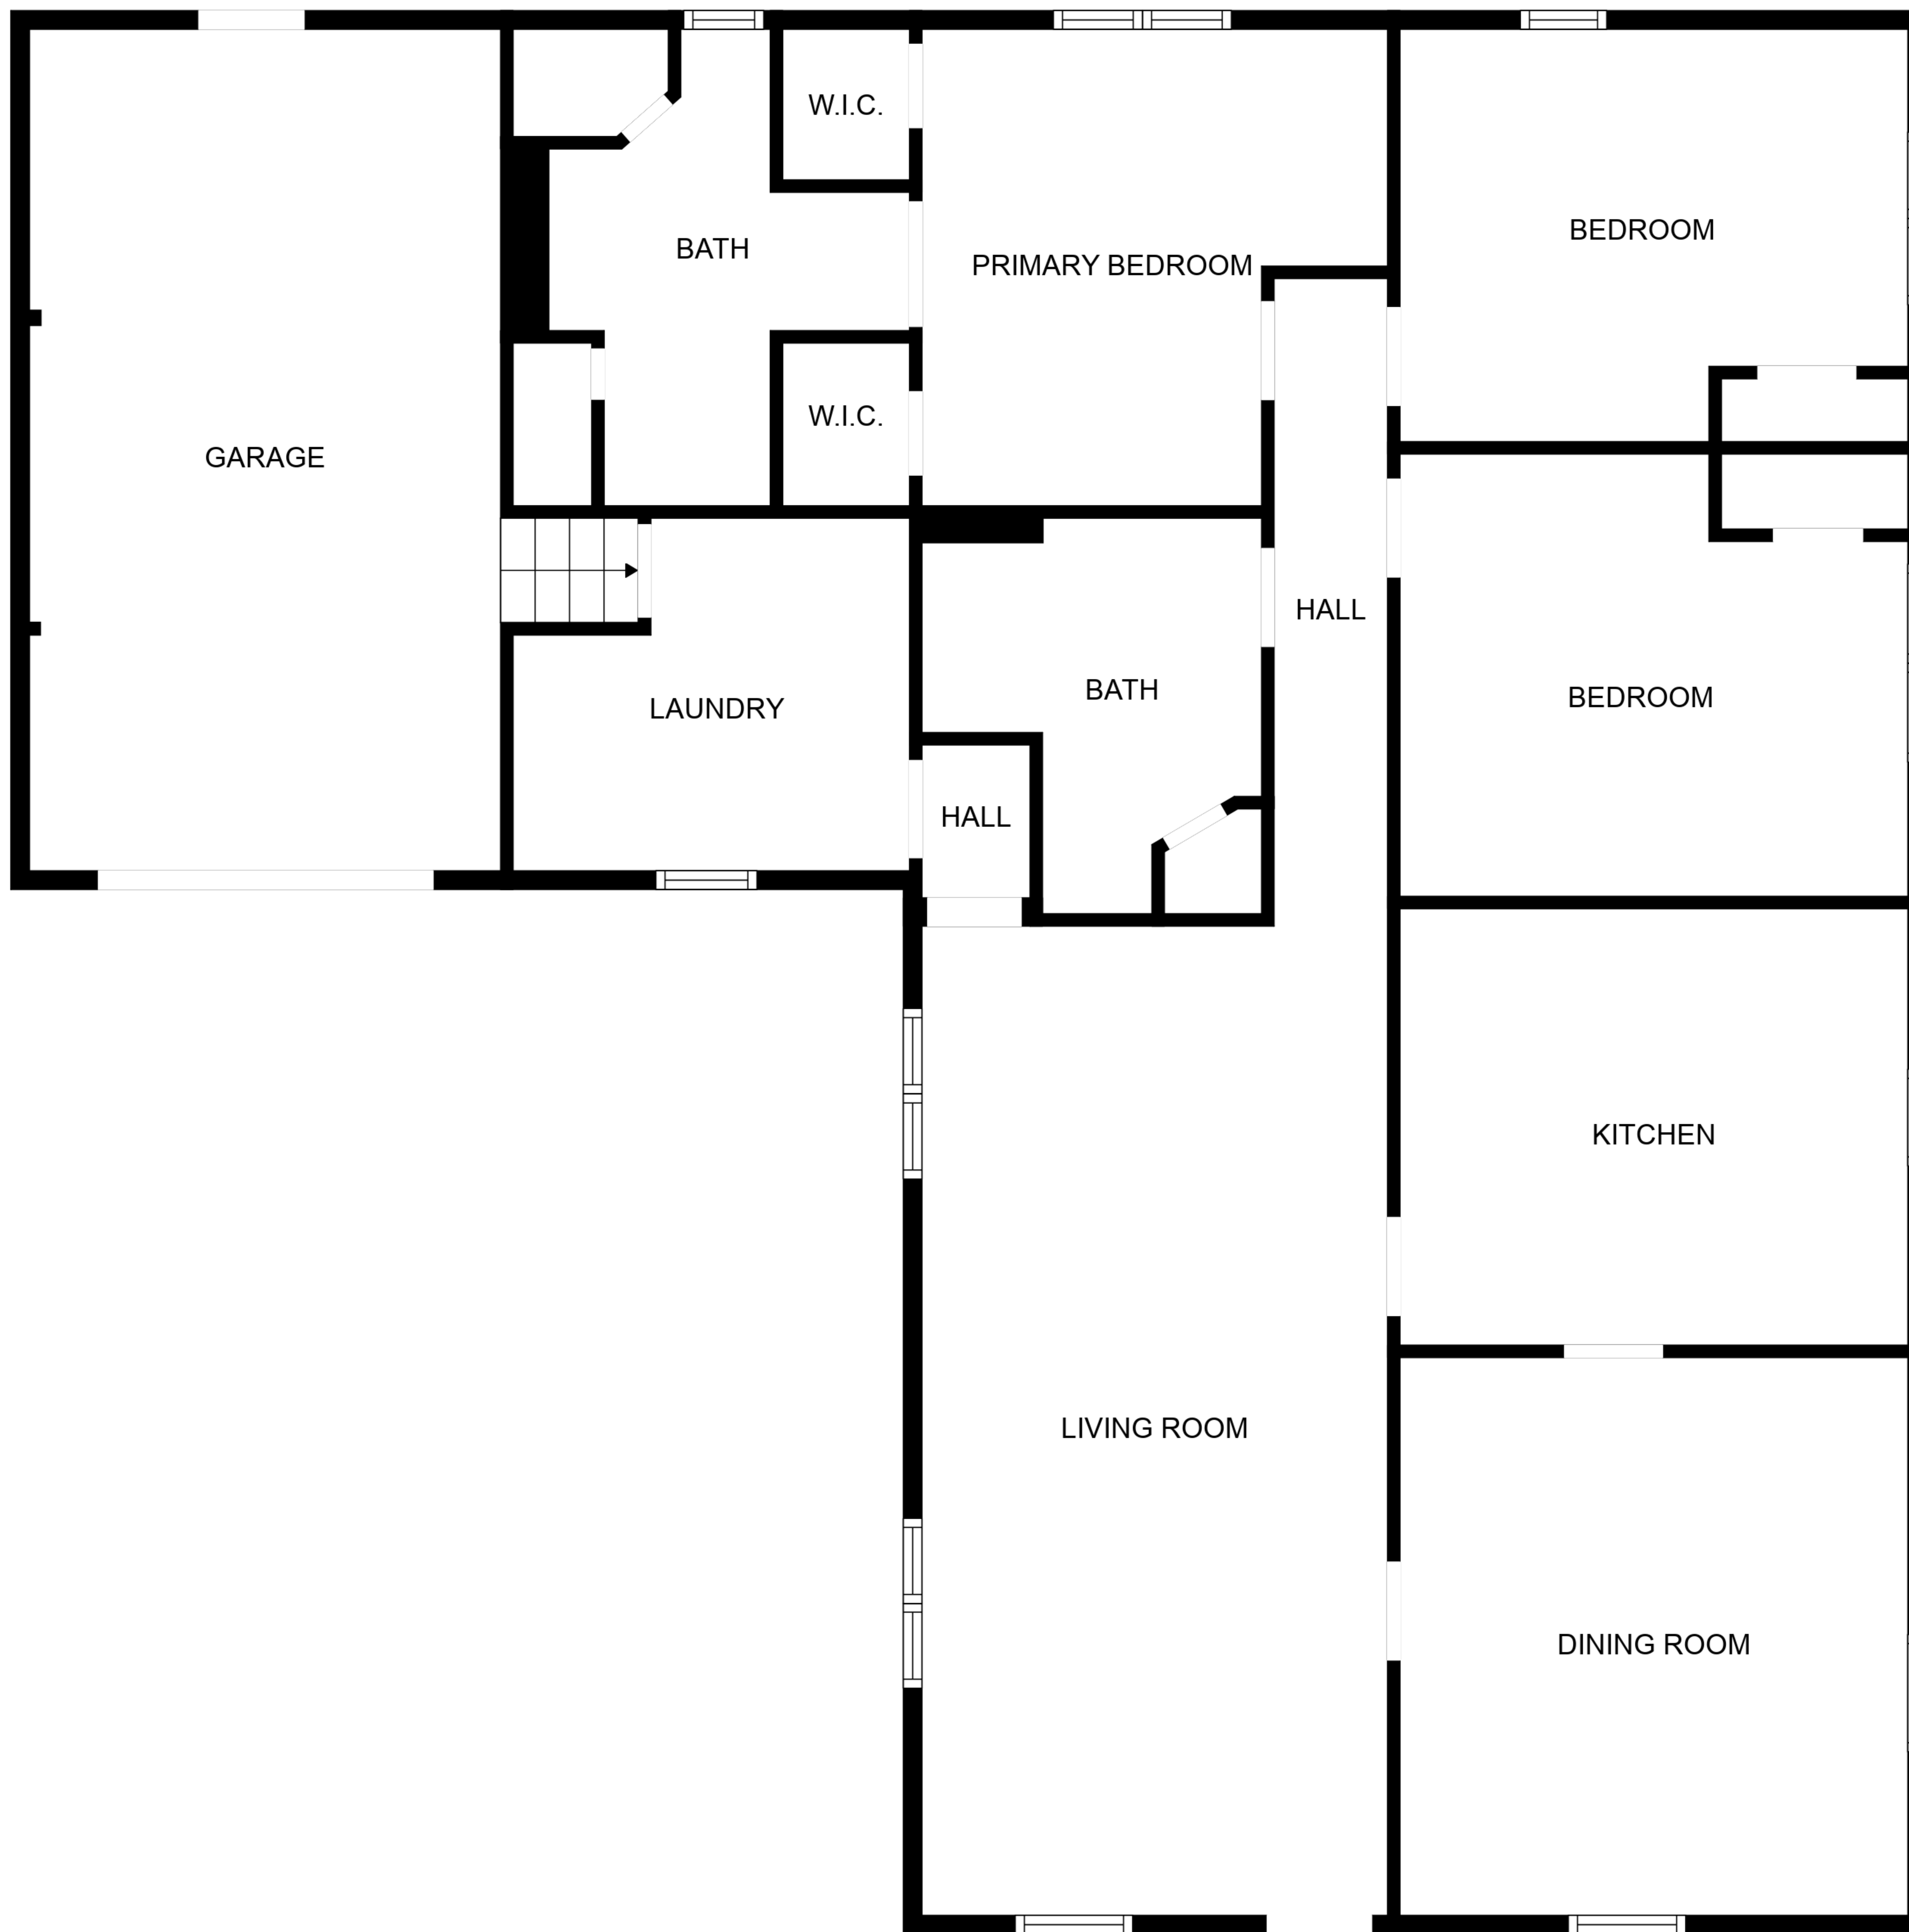 W.I.C.
BEDROOM
BATH
PRIMARY BEDROOM
W.I.C.
GARAGE
HALL
BATH
BEDROOM
LAUNDRY
HALL
KITCHEN
LIVING ROOM
DINING ROOM